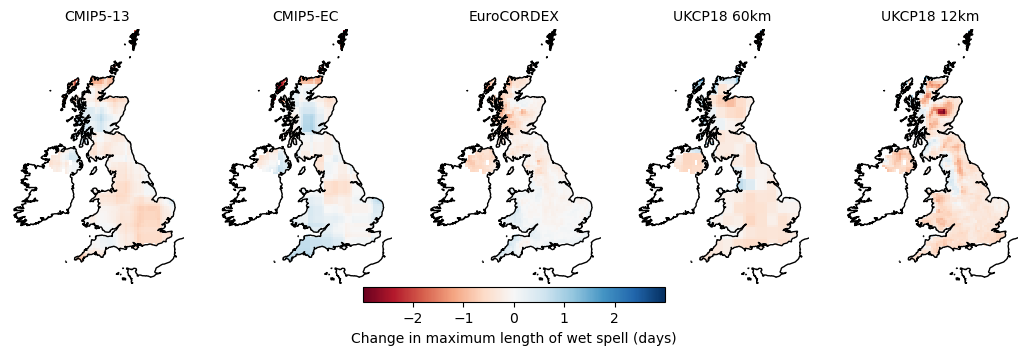 CMIP5-13 CMIP5-EC EuroCORDEX UKCP18 60km UKCP18 12km
−2 −1 0 1 2
Change in maximum length of wet spell (days)